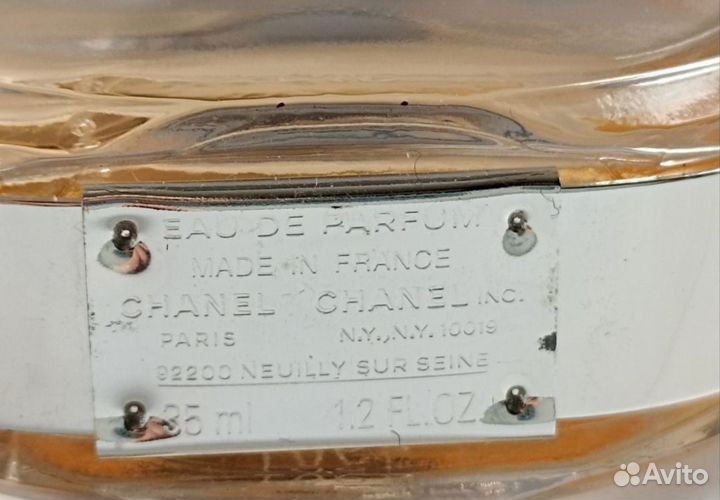 EAU DE PARFUM
MADE IN FRANCE
CHANEL CHANEL INC.
PARIS N.Y., N.Y. 10019
92200 NEUILLY SUR SEINE
35 ml 1.2 FL.OZ.
Avito